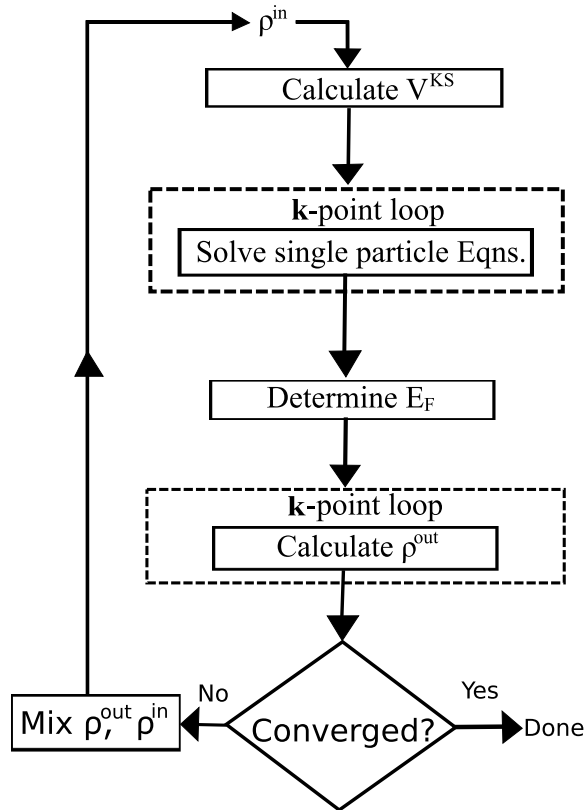 ρⁱⁿ
Calculate Vᴷˢ
k-point loop
Solve single particle Eqns.
Determine E_F
k-point loop
Calculate ρᵒᵘᵗ
No
Yes
Mix ρᵒᵘᵗ, ρⁱⁿ
Converged?
Done